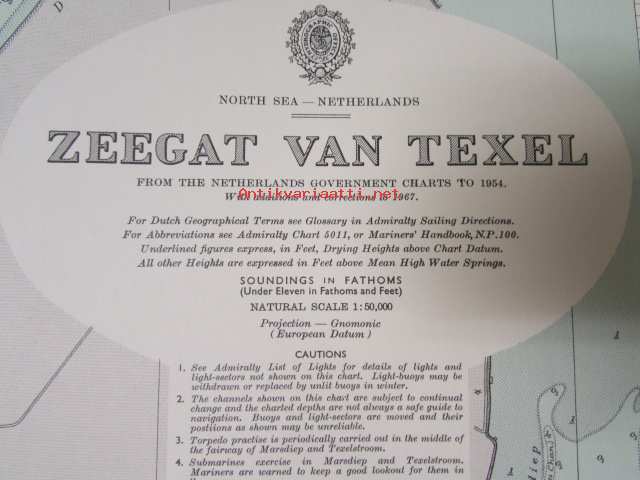 D
NORTH SEA — NETHERLANDS
ZEEGAT VAN TEXEL
FROM THE NETHERLANDS GOVERNMENT CHARTS TO 1954.
With additions and corrections to 1967.
Antikvariaatti.net
For Dutch Geographical Terms see Glossary in Admiralty Sailing Directions.
For Abbreviations see Admiralty Chart 5011, or Mariners' Handbook, N.P. 100.
Underlined figures express, in Feet, Drying Heights above Chart Datum.
All other Heights are expressed in Feet above Mean High Water Springs.
SOUNDINGS IN FATHOMS
(Under Eleven in Fathoms and Feet)
NATURAL SCALE 1:50,000
Projection — Gnomonic
(European Datum)
CAUTIONS
1. See Admiralty List of Lights for details of lights and
light-sectors not shown on this chart. Light-buoys may be
withdrawn or replaced by unlit buoys in winter.
2. The channels shown on this chart are subject to continual
change and the charted depths are not always a safe guide to
navigation. Buoys and light-sectors are moved and their
positions as shown may be unreliable.
3. Torpedo practise is periodically carried out in the middle of
the fairway of Marsdiep and Texelstroom.
4. Submarines exercise in Marsdiep and Texelstroom.
Mariners are warned to keep a good lookout for them in